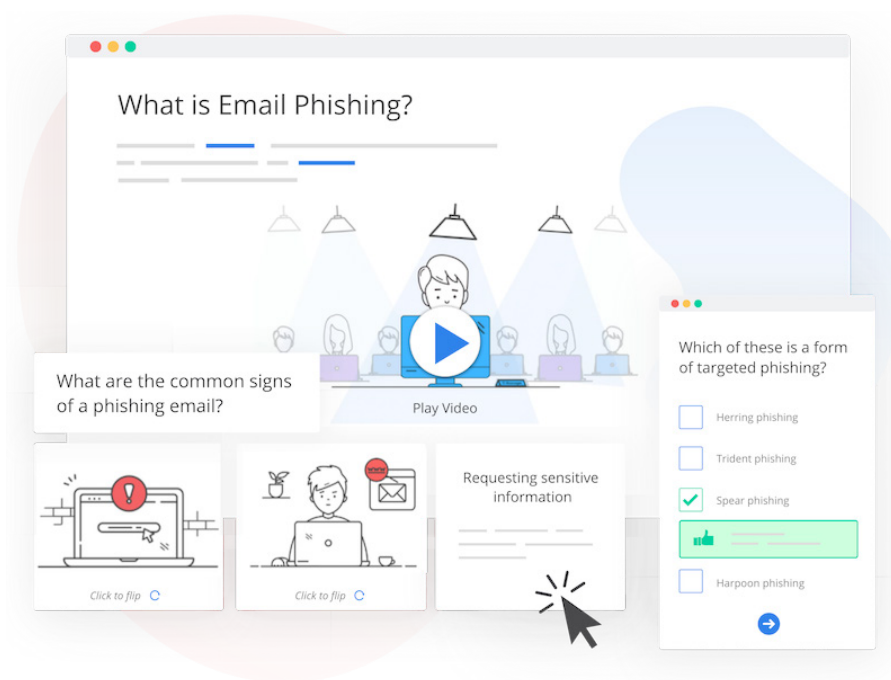 What is Email Phishing?
Play Video
What are the common signs
of a phishing email?
Click to flip
WWW
Click to flip
Requesting sensitive
information
Which of these is a form
of targeted phishing?
Herring phishing
Trident phishing
Spear phishing
Harpoon phishing